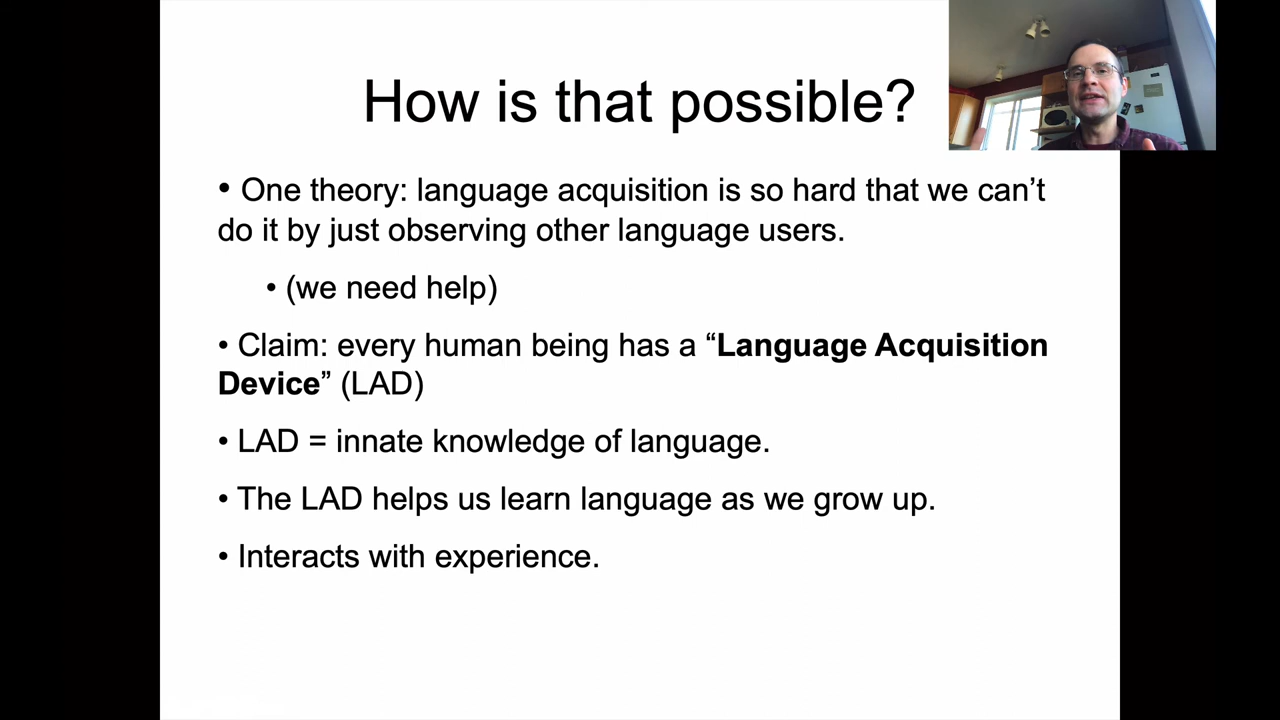 How is that possible?
• One theory: language acquisition is so hard that we can’t
do it by just observing other language users.
• (we need help)
• Claim: every human being has a “Language Acquisition
Device” (LAD)
• LAD = innate knowledge of language.
• The LAD helps us learn language as we grow up.
• Interacts with experience.